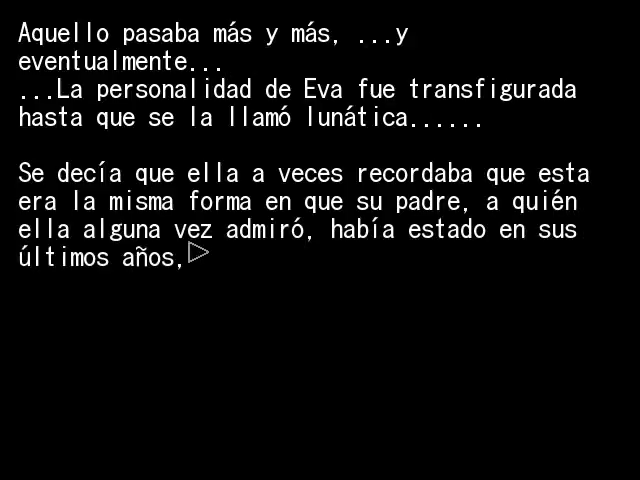 Aquello pasaba más y más, ...y
eventualmente...
...La personalidad de Eva fue transfigurada
hasta que se la llamó lunática......
Se decía que ella a veces recordaba que esta
era la misma forma en que su padre, a quién
ella alguna vez admiró, había estado en sus
últimos años,